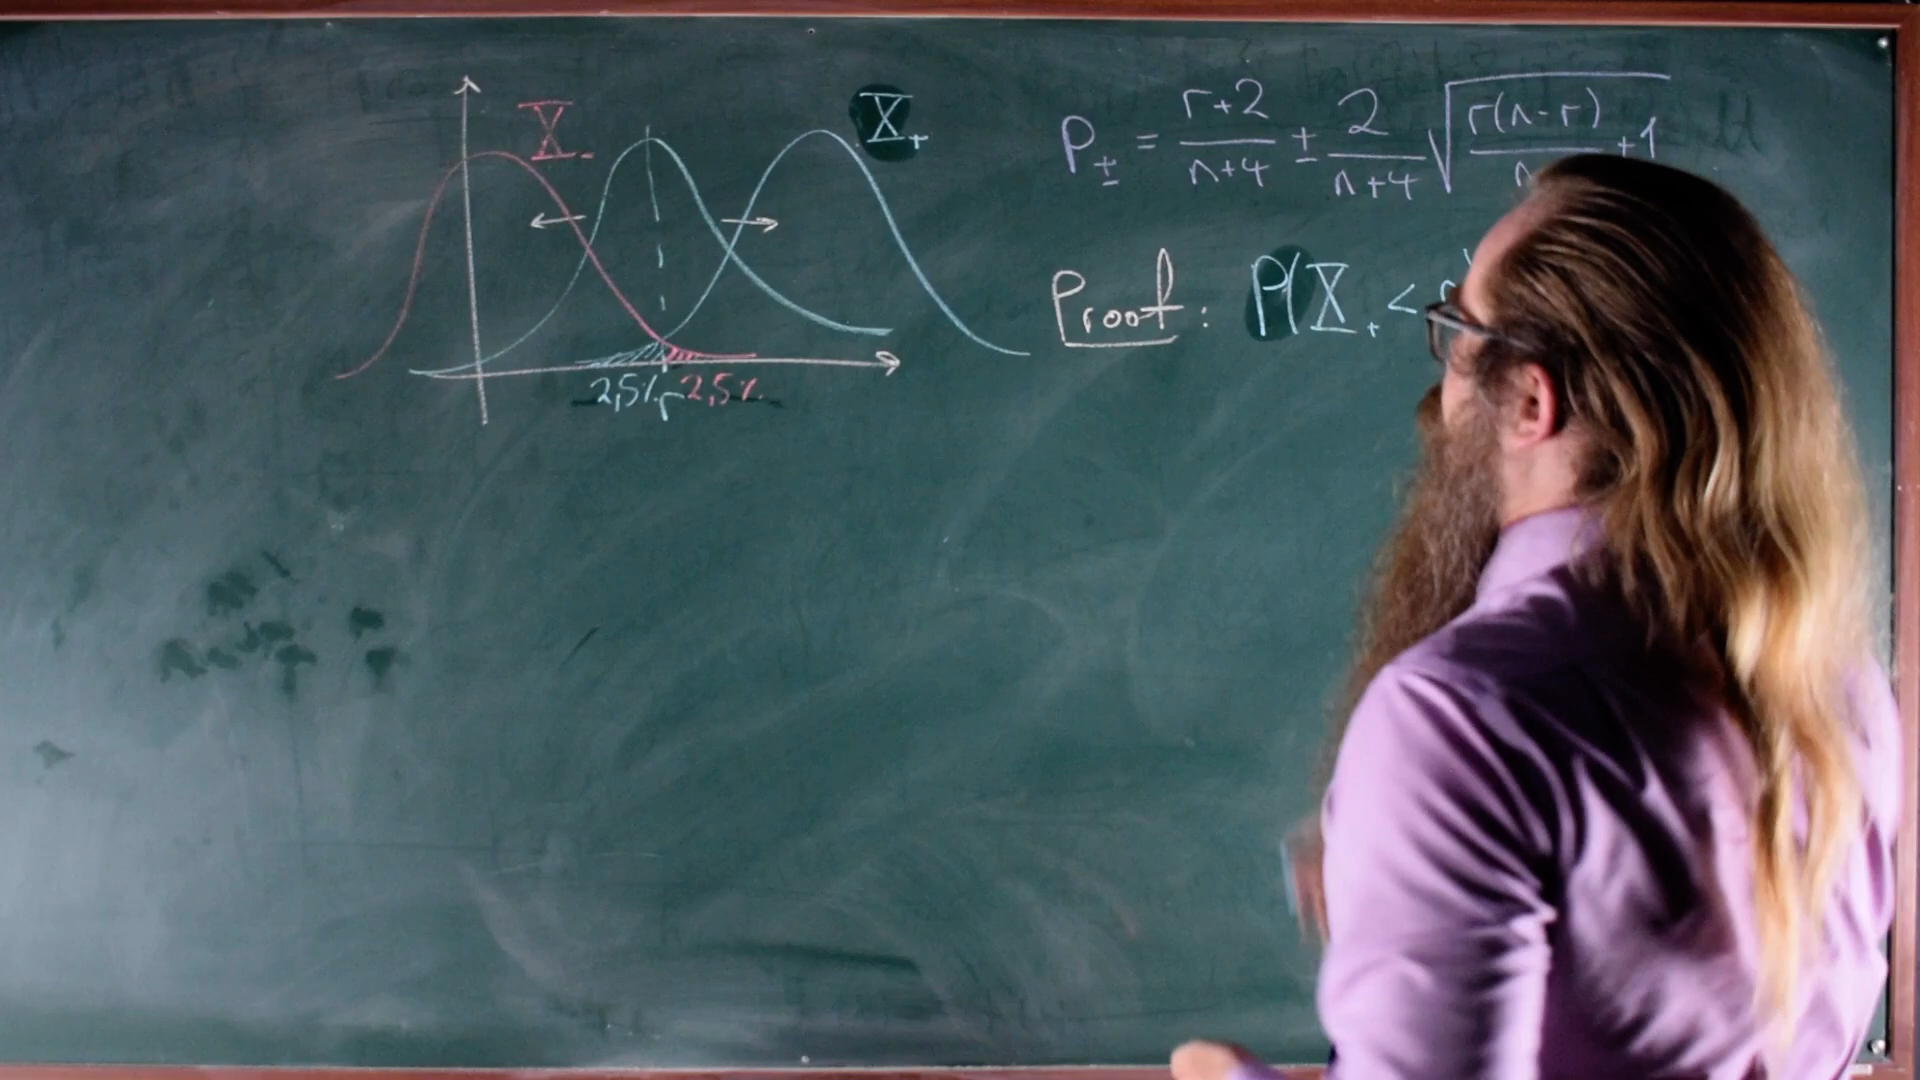 X₋
X₊
2,5% r 2,5%
P± = (r+2)/(n+4) ± 2/(n+4) √(r(n-r)/n +1)
Proof: P(X₊ <